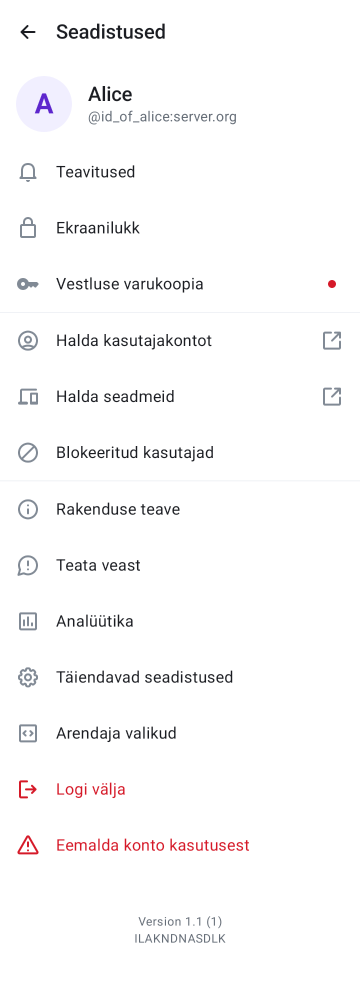 Seadistused
A
Alice
@id_of_alice:server.org
Teavitused
Ekraanilukk
Vestluse varukoopia
Halda kasutajakontot
Halda seadmeid
Blokeeritud kasutajad
Rakenduse teave
Teata veast
Analüütika
Täiendavad seadistused
Arendaja valikud
Logi välja
Eemalda konto kasutusest
Version 1.1 (1)
ILAKNDNASDLK